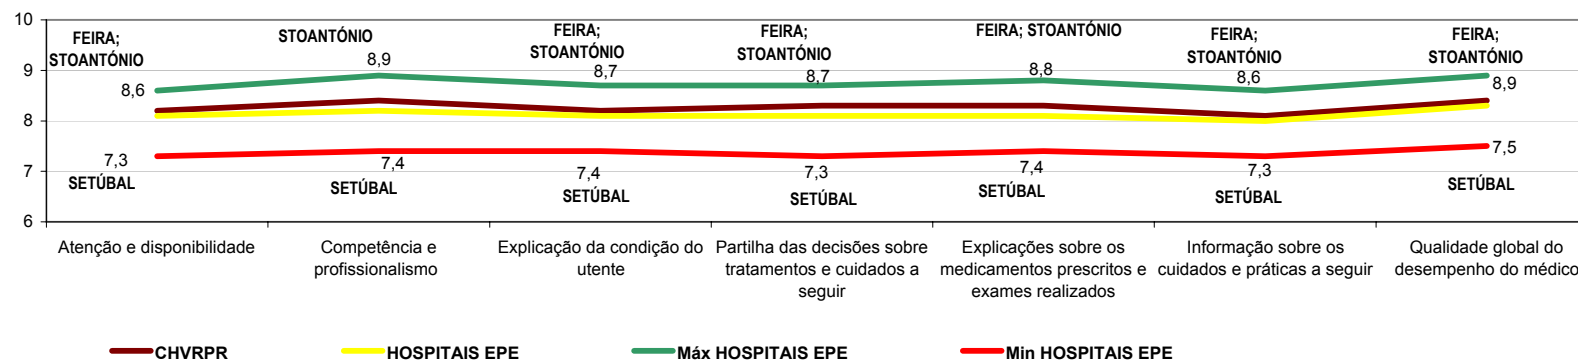 10
9
8
7
6
FEIRA;
STOANTÓNIO
STOANTÓNIO
FEIRA;
STOANTÓNIO
FEIRA;
STOANTÓNIO
FEIRA; STOANTÓNIO
FEIRA;
STOANTÓNIO
FEIRA;
STOANTÓNIO
8,6
8,9
8,7
8,7
8,8
8,6
8,9
7,3
7,4
7,4
7,3
7,4
7,3
7,5
SETÚBAL
SETÚBAL
SETÚBAL
SETÚBAL
SETÚBAL
SETÚBAL
SETÚBAL
Atenção e disponibilidade
Competência e
profissionalismo
Explicação da condição do
utente
Partilha das decisões sobre
tratamentos e cuidados a
seguir
Explicações sobre os
medicamentos prescritos e
exames realizados
Informação sobre os
cuidados e práticas a seguir
Qualidade global do
desempenho do médico
CHVRPR
HOSPITAIS EPE
Máx HOSPITAIS EPE
Min HOSPITAIS EPE